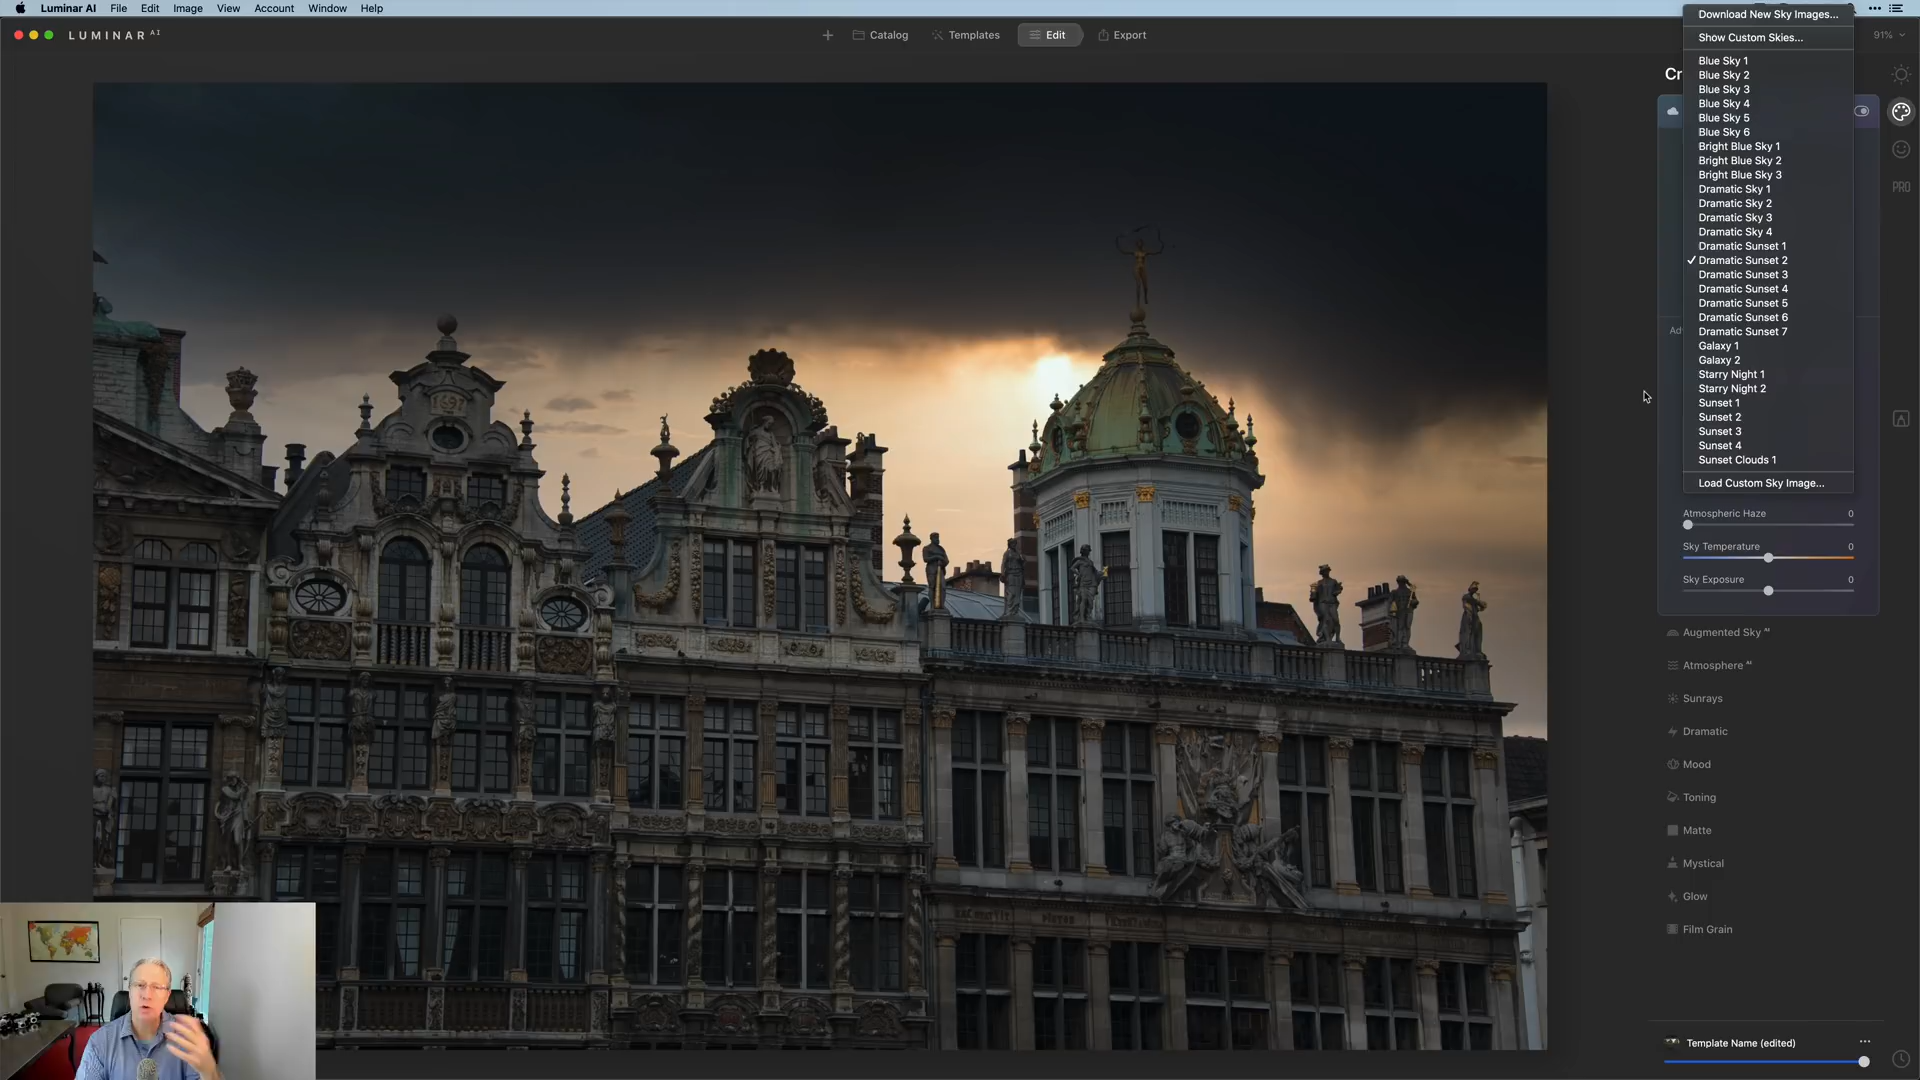 Luminar AI File Edit Image View Account Window Help
LUMINAR AI
+ Catalog Templates Edit Export
91%
Download New Sky Images...
Show Custom Skies...
Cr
Blue Sky 1
Blue Sky 2
Blue Sky 3
Blue Sky 4
Blue Sky 5
Blue Sky 6
Bright Blue Sky 1
Bright Blue Sky 2
Bright Blue Sky 3
Dramatic Sky 1
Dramatic Sky 2
Dramatic Sky 3
Dramatic Sky 4
Dramatic Sunset 1
✓ Dramatic Sunset 2
Dramatic Sunset 3
Dramatic Sunset 4
Dramatic Sunset 5
Dramatic Sunset 6
Dramatic Sunset 7
Galaxy 1
Galaxy 2
Starry Night 1
Starry Night 2
Sunset 1
Sunset 2
Sunset 3
Sunset 4
Sunset Clouds 1
Load Custom Sky Image...
PRO
Ad
Atmospheric Haze 0
Sky Temperature 0
Sky Exposure 0
Augmented Sky AI
Atmosphere AI
Sunrays
Dramatic
Mood
Toning
Matte
Mystical
Glow
Film Grain
Template Name (edited) ...
1697